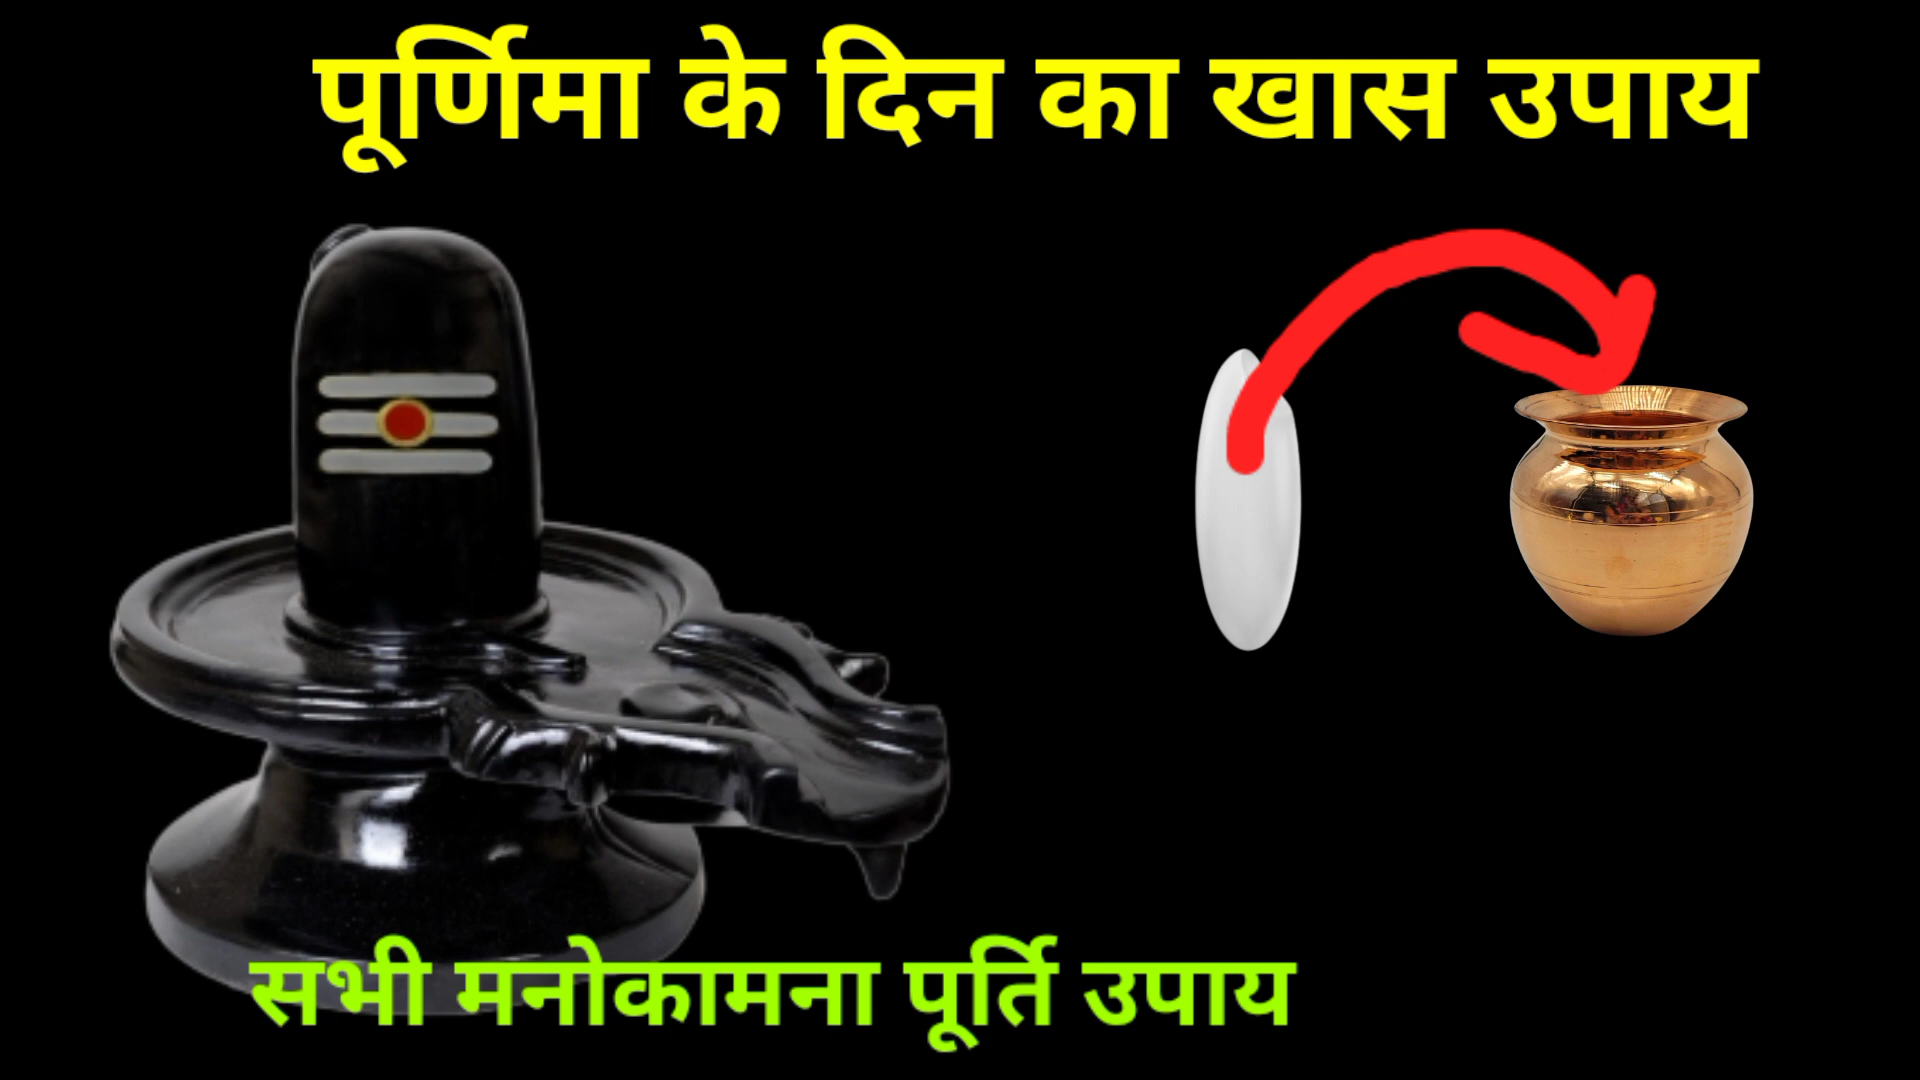 पूर्णिमा के दिन का खास उपाय
सभी मनोकामना पूर्ति उपाय